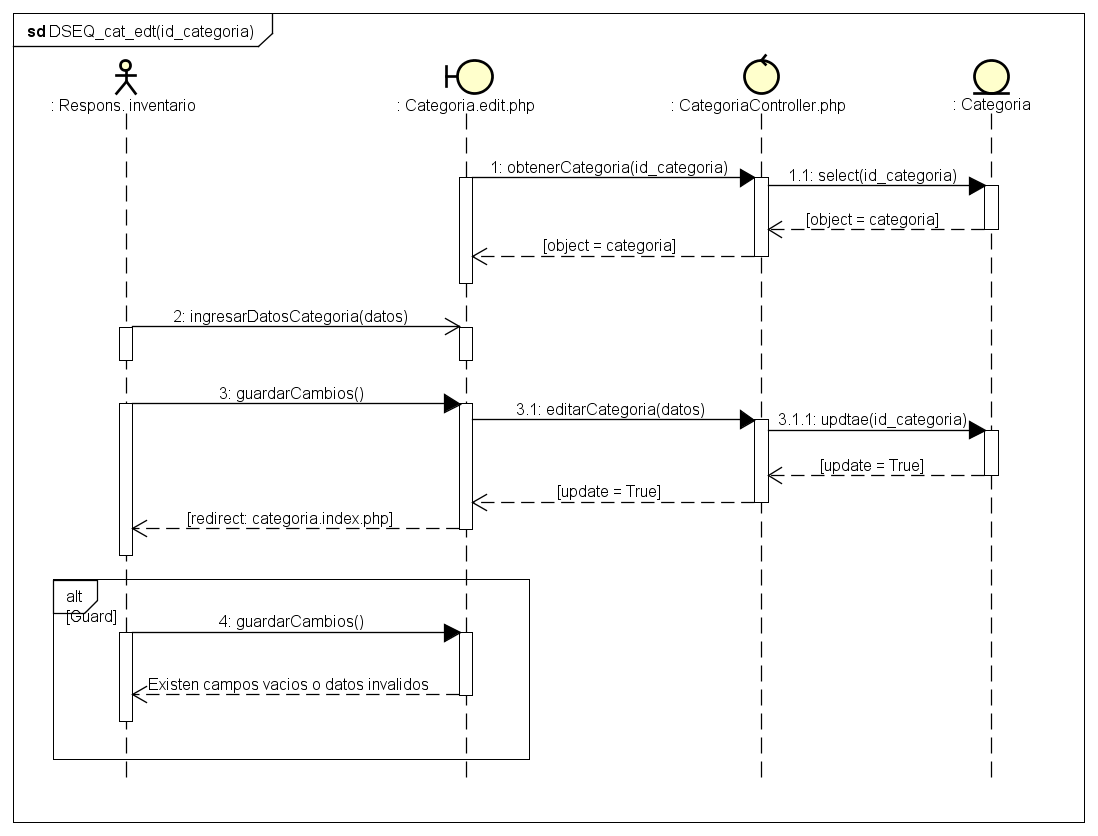 sd DSEQ_cat_edt(id_categoria)
: Respons. inventario
: Categoria.edit.php
: CategoriaController.php
: Categoria
1: obtenerCategoria(id_categoria)
1.1: select(id_categoria)
[object = categoria]
[object = categoria]
2: ingresarDatosCategoria(datos)
3: guardarCambios()
3.1: editarCategoria(datos)
3.1.1: updtae(id_categoria)
[update = True]
[update = True]
[redirect: categoria.index.php]
alt
[Guard]
4: guardarCambios()
Existen campos vacios o datos invalidos